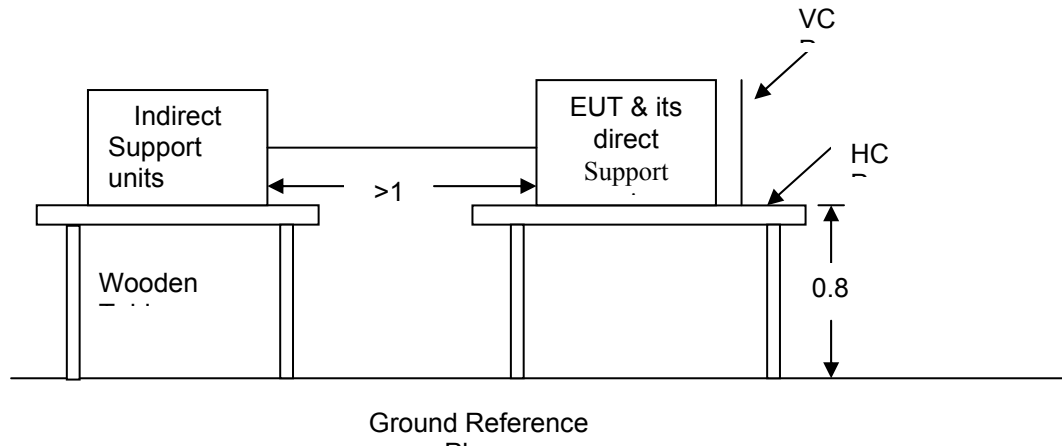 VC
Indirect
Support
units
EUT & its
direct
Support
HC
>1
Wooden
0.8
Ground Reference